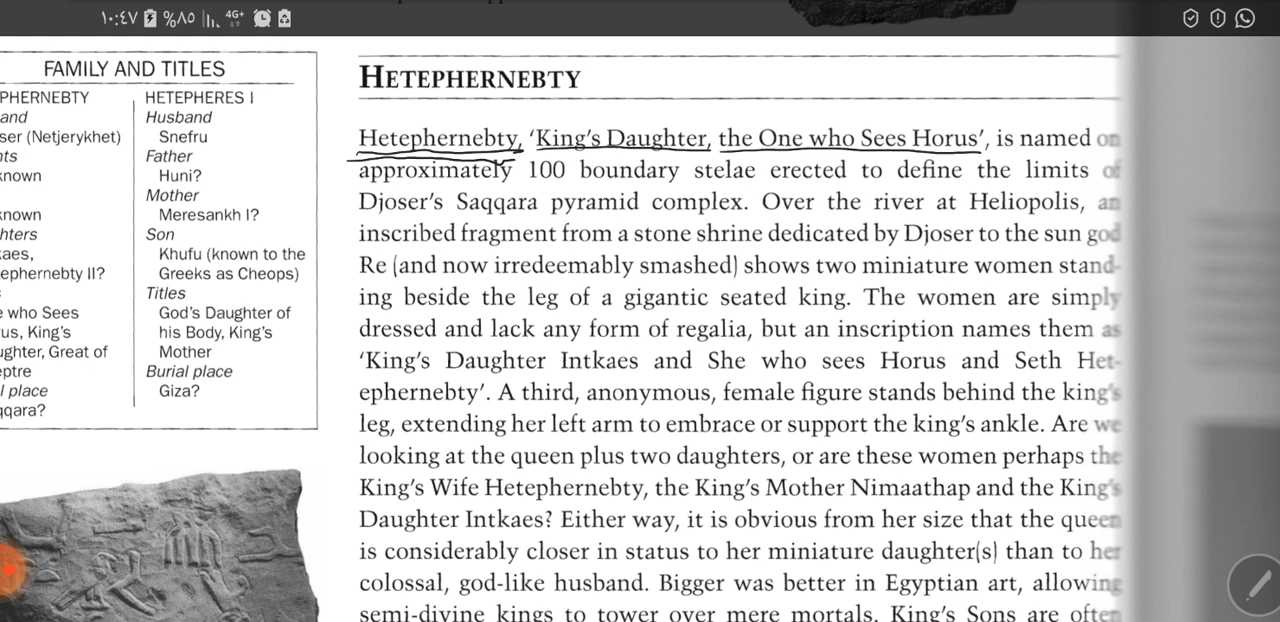 ١٠:٤٧ %٨٥ 4G+
FAMILY AND TITLES
PHERNEBTY
and
ser (Netjerykhet)
nts
known
known
hters
kaes,
ephernebty II?
e who Sees
us, King's
ughter, Great of
eptre
l place
qqara?
HETEPHERES I
Husband
Snefru
Father
Huni?
Mother
Meresankh I?
Son
Khufu (known to the
Greeks as Cheops)
Titles
God's Daughter of
his Body, King's
Mother
Burial place
Giza?
HETEPHERNEBTY
Hetephernebty, 'King's Daughter, the One who Sees Horus', is named on
approximately 100 boundary stelae erected to define the limits of
Djoser's Saqqara pyramid complex. Over the river at Heliopolis, an
inscribed fragment from a stone shrine dedicated by Djoser to the sun god
Re (and now irredeemably smashed) shows two miniature women stand-
ing beside the leg of a gigantic seated king. The women are simply
dressed and lack any form of regalia, but an inscription names them as
'King's Daughter Intkaes and She who sees Horus and Seth Het-
ephernebty'. A third, anonymous, female figure stands behind the king's
leg, extending her left arm to embrace or support the king's ankle. Are we
looking at the queen plus two daughters, or are these women perhaps the
King's Wife Hetephernebty, the King's Mother Nimaathap and the King's
Daughter Intkaes? Either way, it is obvious from her size that the queen
is considerably closer in status to her miniature daughter(s) than to her
colossal, god-like husband. Bigger was better in Egyptian art, allowing
semi-divine kings to tower over mere mortals. King's Sons are often